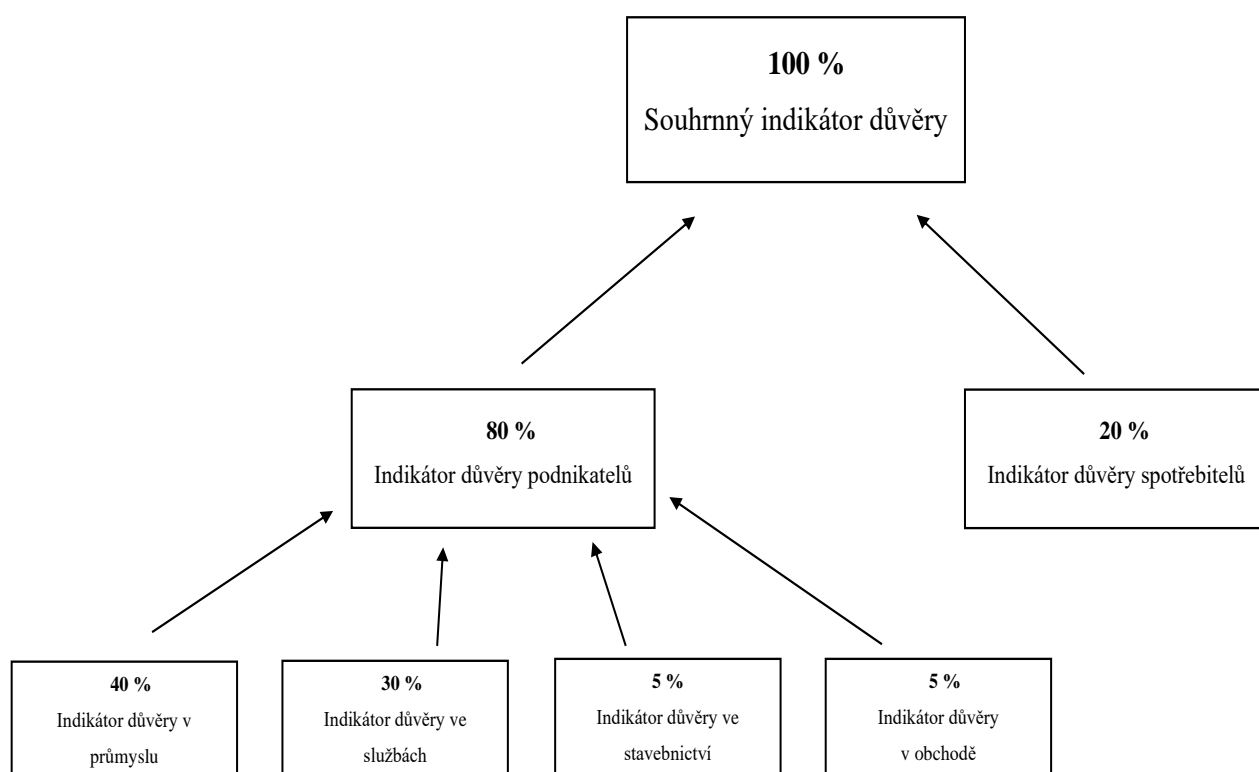 100 %
Souhrnný indikátor důvěry
80 %
Indikátor důvěry podnikatelů
20 %
Indikátor důvěry spotřebitelů
40 %
Indikátor důvěry v
průmyslu
30 %
Indikátor důvěry ve
službách
5 %
Indikátor důvěry ve
stavebnictví
5 %
Indikátor důvěry
v obchodě